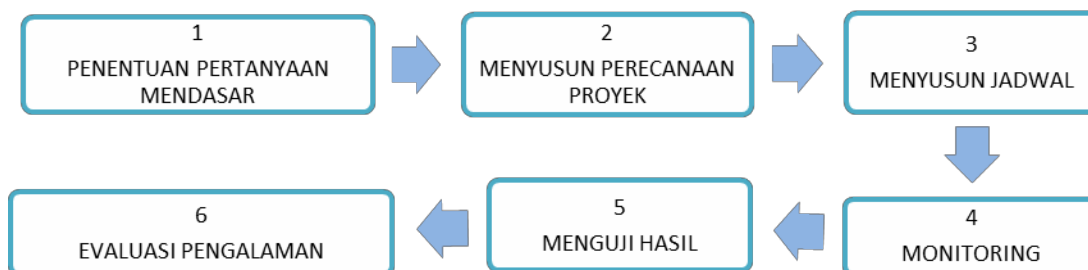 1
PENENTUAN PERTANYAAN
MENDASAR
2
MENYUSUN PERECANAAN
PROYEK
3
MENYUSUN JADWAL
4
MONITORING
5
MENGUJI HASIL
6
EVALUASI PENGALAMAN